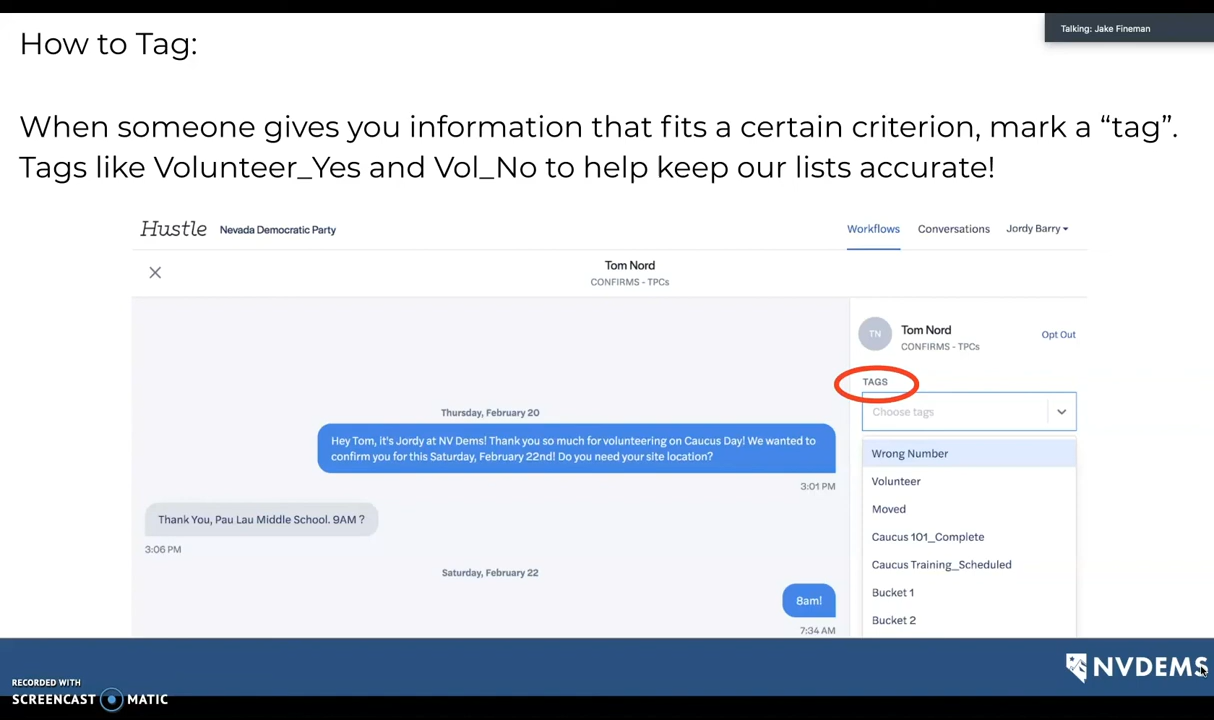 How to Tag:
Talking: Jake Fineman
When someone gives you information that fits a certain criterion, mark a “tag”.
Tags like Volunteer_Yes and Vol_No to help keep our lists accurate!
Hustle Nevada Democratic Party
Workflows Conversations Jordy Barry
Tom Nord
CONFIRMS - TPCs
TN
Tom Nord
CONFIRMS - TPCs
Opt Out
TAGS
Choose tags
Wrong Number
Volunteer
Moved
Caucus 101_Complete
Caucus Training_Scheduled
Bucket 1
Bucket 2
Thursday, February 20
Hey Tom, it's Jordy at NV Dems! Thank you so much for volunteering on Caucus Day! We wanted to
confirm you for this Saturday, February 22nd! Do you need your site location?
3:01 PM
Thank You, Pau Lau Middle School. 9AM ?
3:06 PM
Saturday, February 22
8am!
7:34 AM
NVDEMS
RECORDED WITH
SCREENCAST MATIC